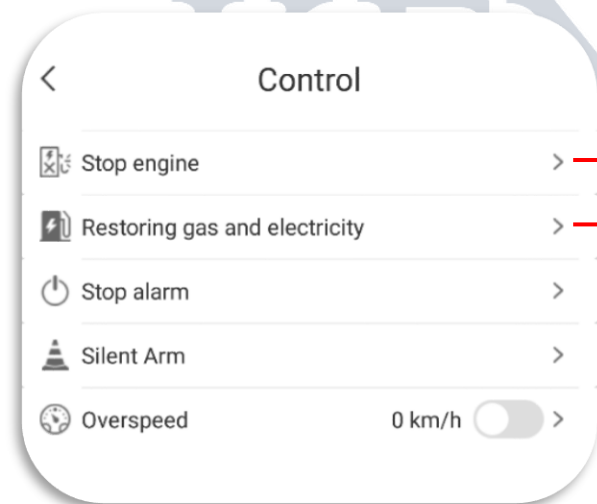 Control
Stop engine
Restoring gas and electricity
Stop alarm
Silent Arm
Overspeed 0 km/h